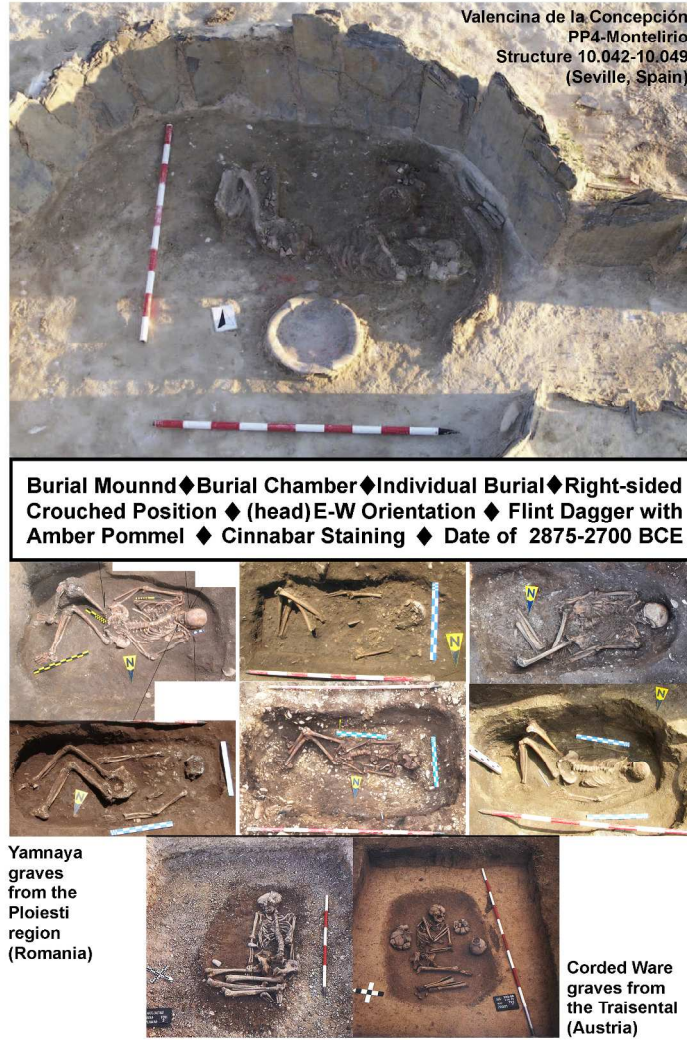 Valencina de la Concepción
PP4-Montelirio
Structure 10.042-10.049
(Seville, Spain)
Burial Mounnd◆Burial Chamber◆Individual Burial◆Right-sided
Crouched Position ◆ (head) E-W Orientation ◆ Flint Dagger with
Amber Pommel ◆ Cinnabar Staining ◆ Date of 2875-2700 BCE
N
N
N
N
N
N
Yamnaya
graves
from the
Ploiesti
region
(Romania)
Corded Ware
graves from
the Traisental
(Austria)